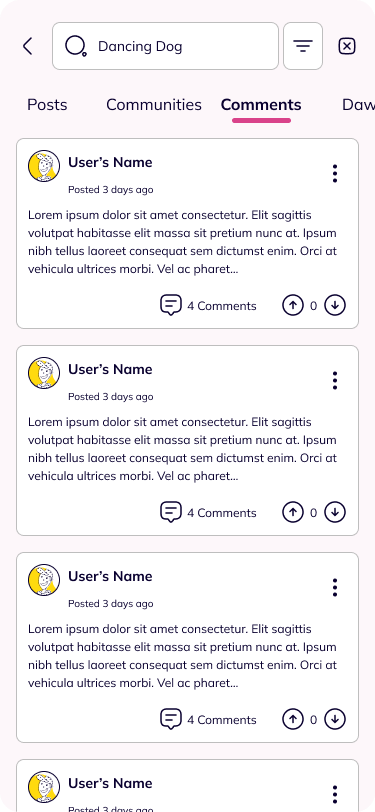 Dancing Dog
Posts Communities Comments Daw
User's Name
Posted 3 days ago
Lorem ipsum dolor sit amet consectetur. Elit sagittis
volutpat habitasse elit massa sit pretium nunc at. Ipsum
nibh tellus laoreet consequat sem dictumst enim. Orci at
vehicula ultrices morbi. Vel ac pharet...
4 Comments 0
User's Name
Posted 3 days ago
Lorem ipsum dolor sit amet consectetur. Elit sagittis
volutpat habitasse elit massa sit pretium nunc at. Ipsum
nibh tellus laoreet consequat sem dictumst enim. Orci at
vehicula ultrices morbi. Vel ac pharet...
4 Comments 0
User's Name
Posted 3 days ago
Lorem ipsum dolor sit amet consectetur. Elit sagittis
volutpat habitasse elit massa sit pretium nunc at. Ipsum
nibh tellus laoreet consequat sem dictumst enim. Orci at
vehicula ultrices morbi. Vel ac pharet...
4 Comments 0
User's Name
Posted 3 days ago